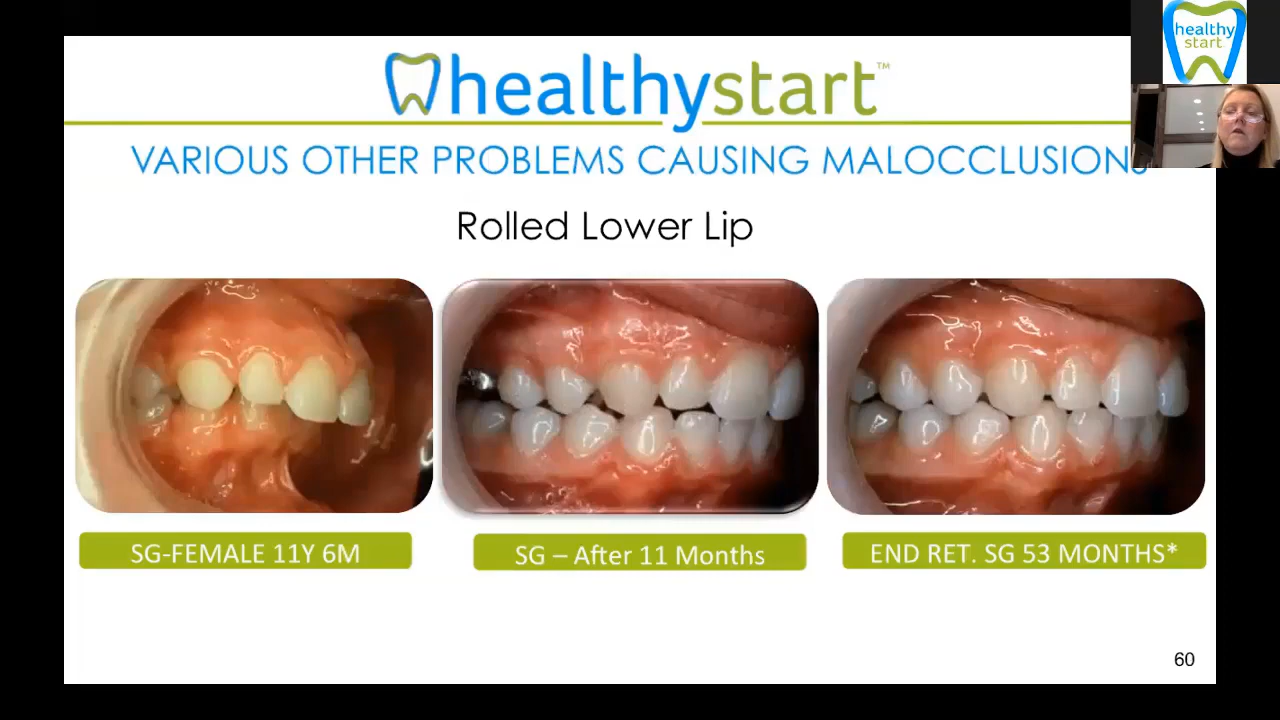 healthystart™
healthy
start
VARIOUS OTHER PROBLEMS CAUSING MALOCCLUSIONS
Rolled Lower Lip
SG-FEMALE 11Y 6M
SG – After 11 Months
END RET. SG 53 MONTHS*
60